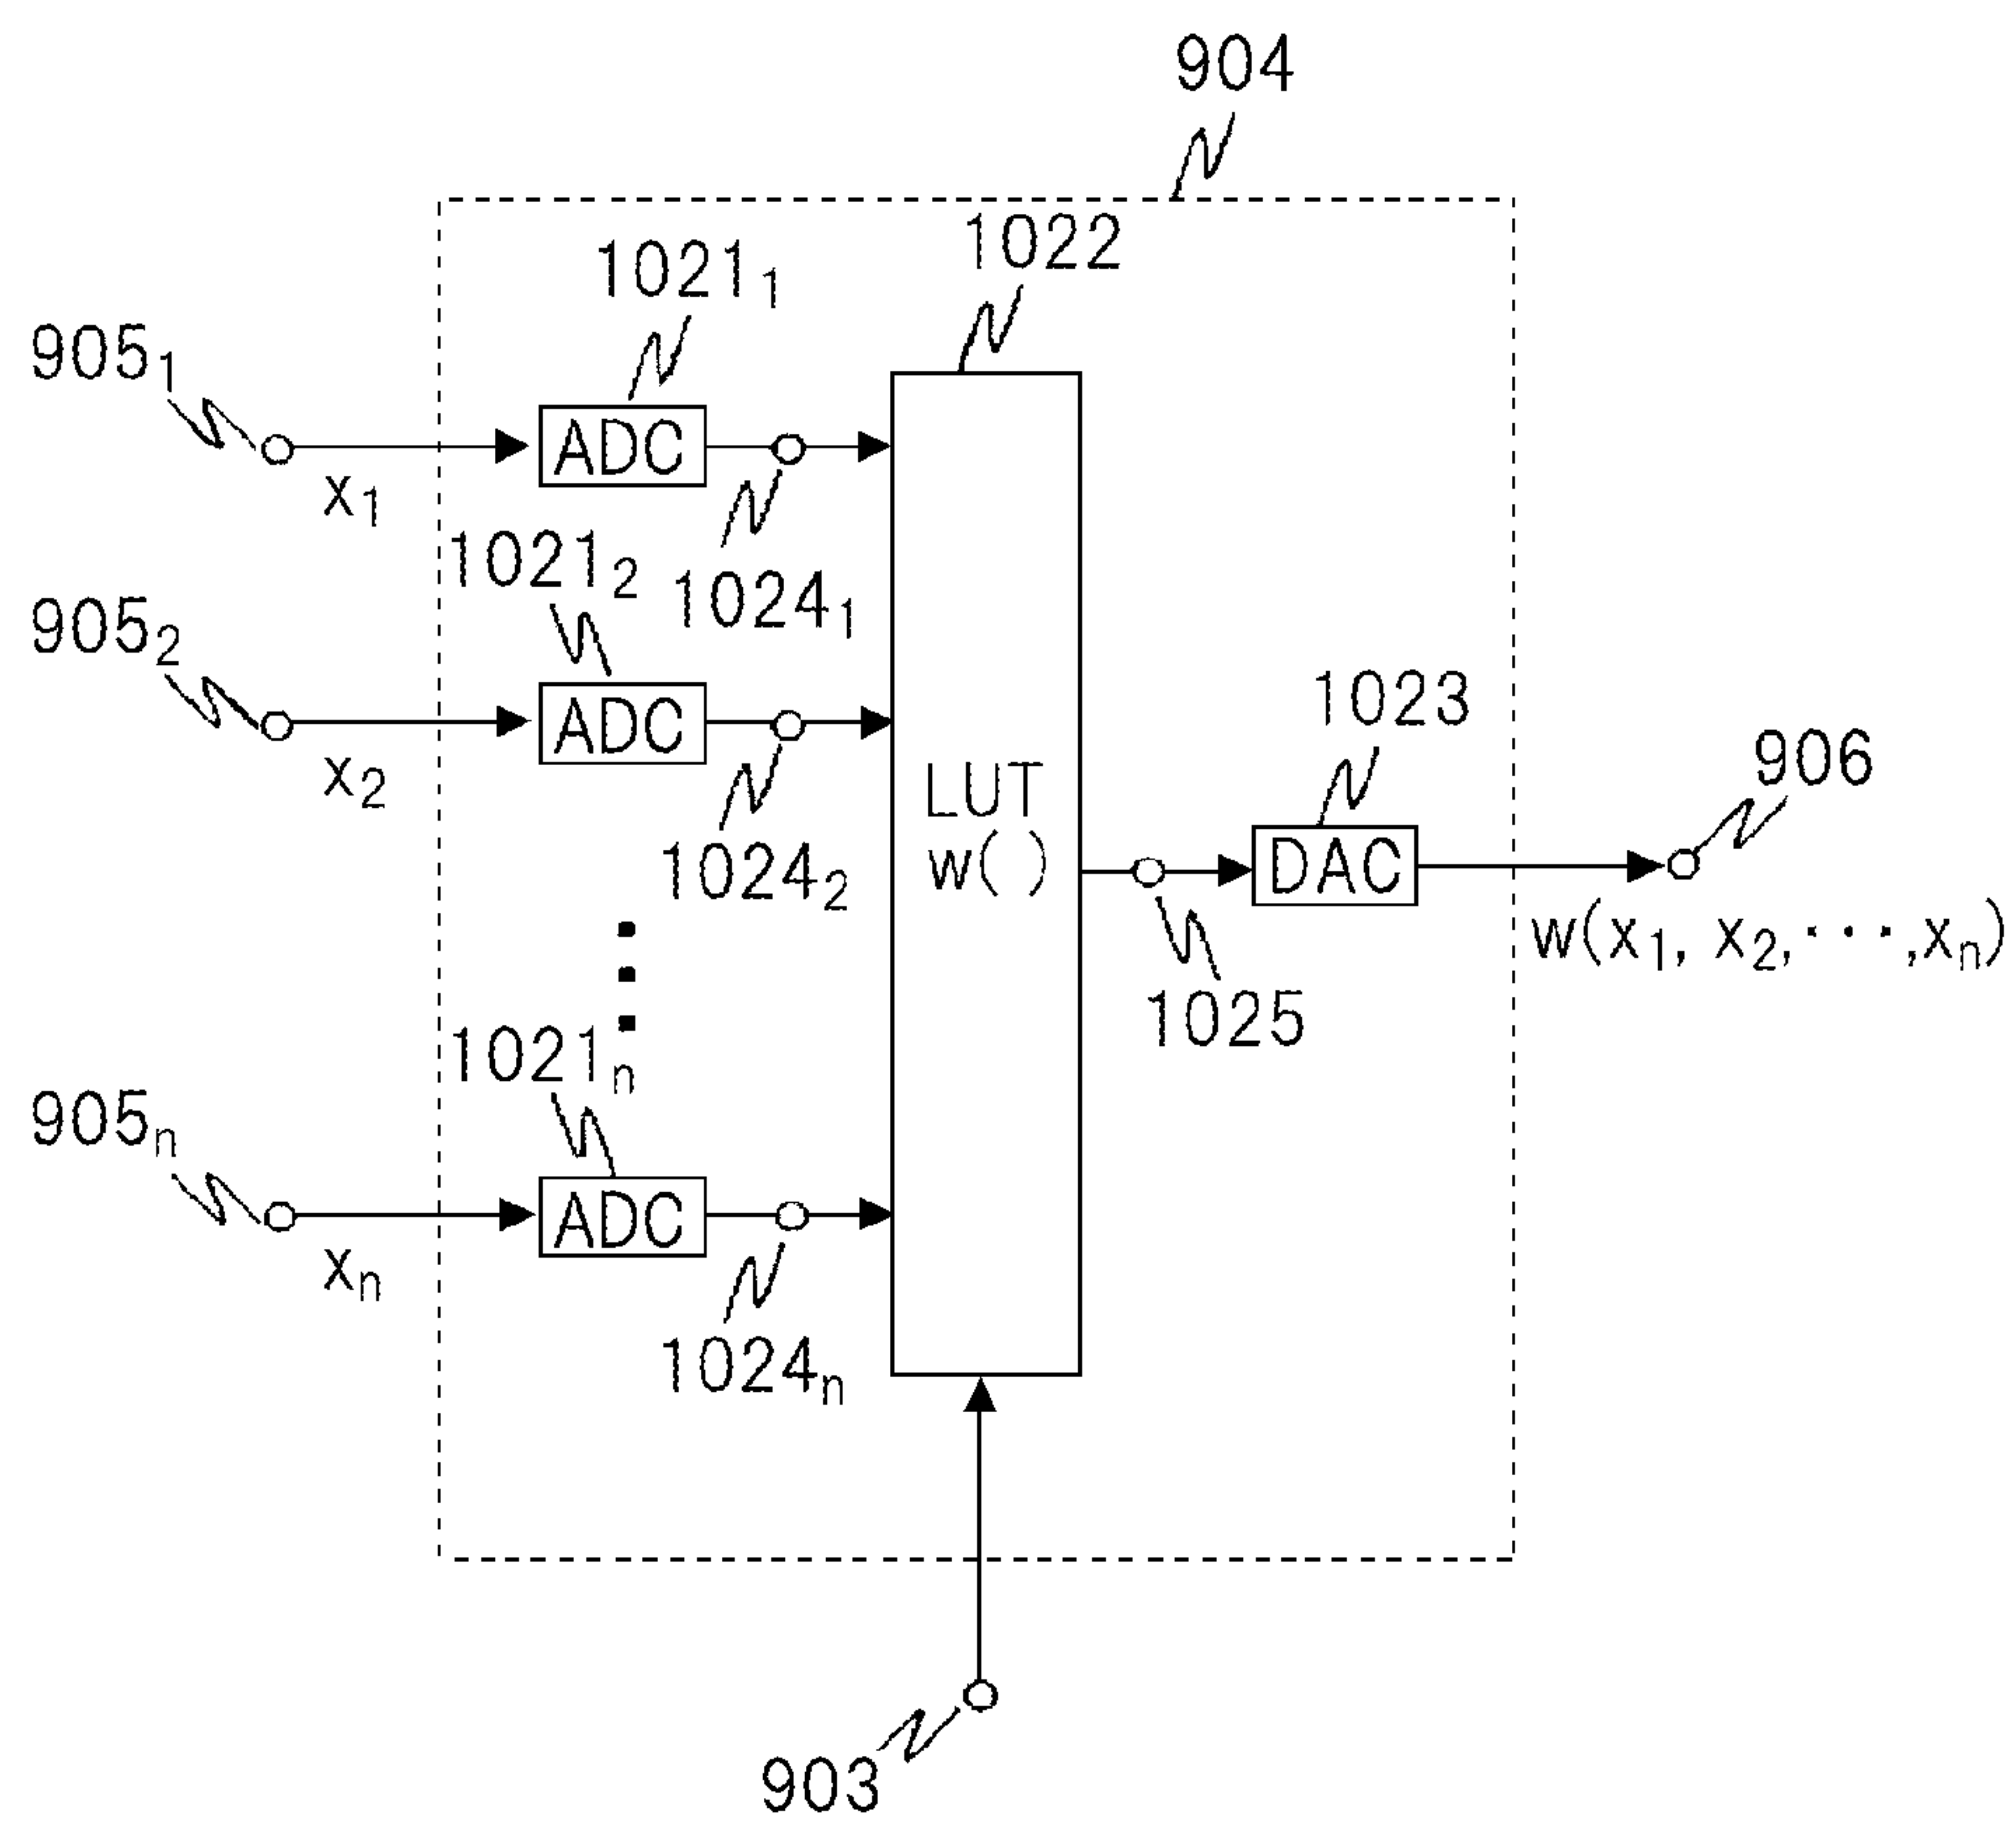 904
1022
1021₁
905₁
ADC
x₁
1021₂
1024₁
905₂
ADC
x₂
1023
906
LUT
w( )
DAC
1024₂
w(x₁, x₂, ･･･ ,xₙ)
1025
1021ₙ
905ₙ
ADC
xₙ
1024ₙ
903